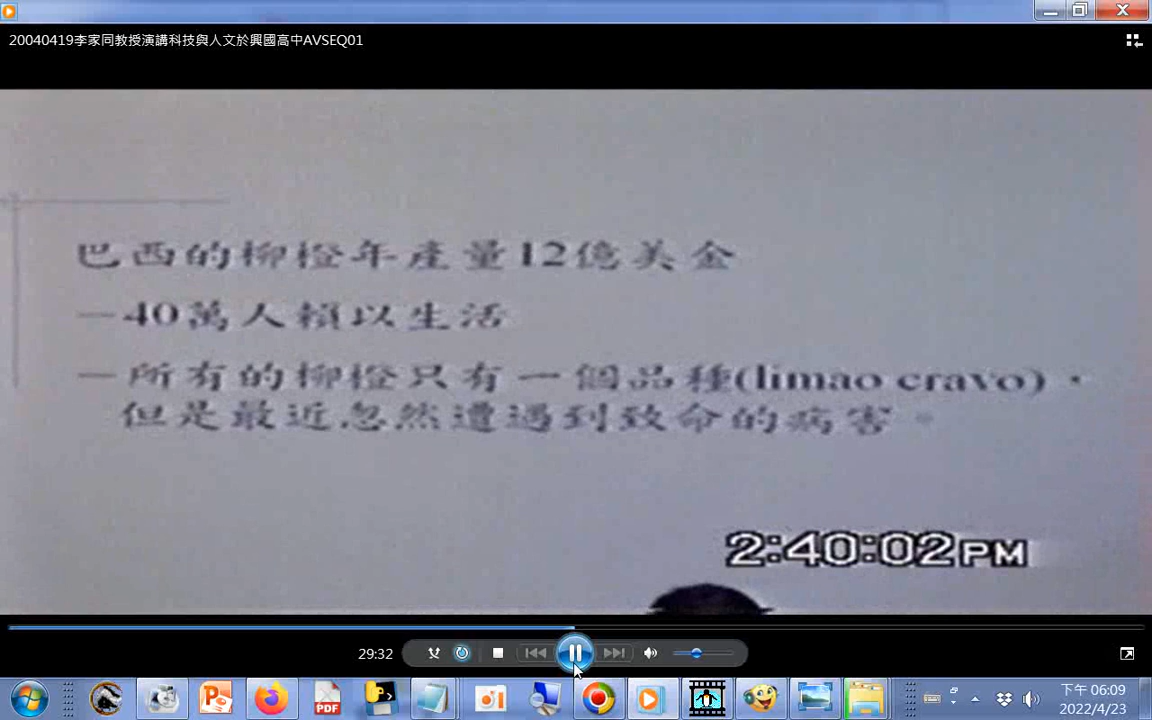 20040419李家同教授演講科技與人文於興國高中AVSEQ01
巴西的柳橙年產量12億美金
—40萬人賴以生活
—所有的柳橙只有一個品種(limao cravo)，
但是最近忽然遭遇到致命的病害。
2:40:02PM
29:32
PDF
下午 06:09
2022/4/23